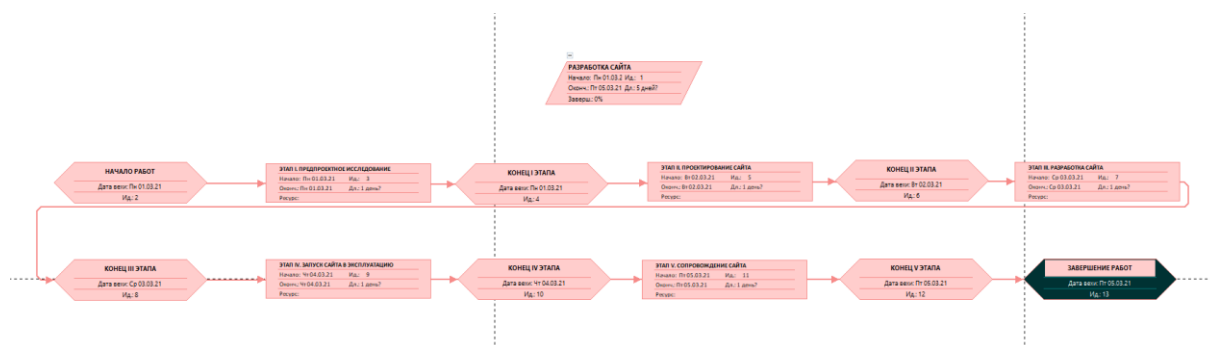 РАЗРАБОТКА САЙТА
Начало: Пн 01.03.2 Ид.: 1
Оконч.: Пт 05.03.21 Дл.: 5 дней?
Заверш.: 0%
НАЧАЛО РАБОТ
Дата вехи: Пн 01.03.21
Ид.: 2
ЭТАП I. ПРЕДПРОЕКТНОЕ ИССЛЕДОВАНИЕ
Начало: Пн 01.03.21 Ид.: 3
Оконч.: Пн 01.03.21 Дл.: 1 день?
Ресурс:
КОНЕЦ I ЭТАПА
Дата вехи: Пн 01.03.21
Ид.: 4
ЭТАП II. ПРОЕКТИРОВАНИЕ САЙТА
Начало: Вт 02.03.21 Ид.: 5
Оконч.: Вт 02.03.21 Дл.: 1 день?
Ресурс:
КОНЕЦ II ЭТАПА
Дата вехи: Вт 02.03.21
Ид.: 6
ЭТАП III. РАЗРАБОТКА САЙТА
Начало: Ср 03.03.21 Ид.: 7
Оконч.: Ср 03.03.21 Дл.: 1 день?
Ресурс:
КОНЕЦ III ЭТАПА
Дата вехи: Ср 03.03.21
Ид.: 8
ЭТАП IV. ЗАПУСК САЙТА В ЭКСПЛУАТАЦИЮ
Начало: Чт 04.03.21 Ид.: 9
Оконч.: Чт 04.03.21 Дл.: 1 день?
Ресурс:
КОНЕЦ IV ЭТАПА
Дата вехи: Чт 04.03.21
Ид.: 10
ЭТАП V. СОПРОВОЖДЕНИЕ САЙТА
Начало: Пт 05.03.21 Ид.: 11
Оконч.: Пт 05.03.21 Дл.: 1 день?
Ресурс:
КОНЕЦ V ЭТАПА
Дата вехи: Пт 05.03.21
Ид.: 12
ЗАВЕРШЕНИЕ РАБОТ
Дата вехи: Пт 05.03.21
Ид.: 13